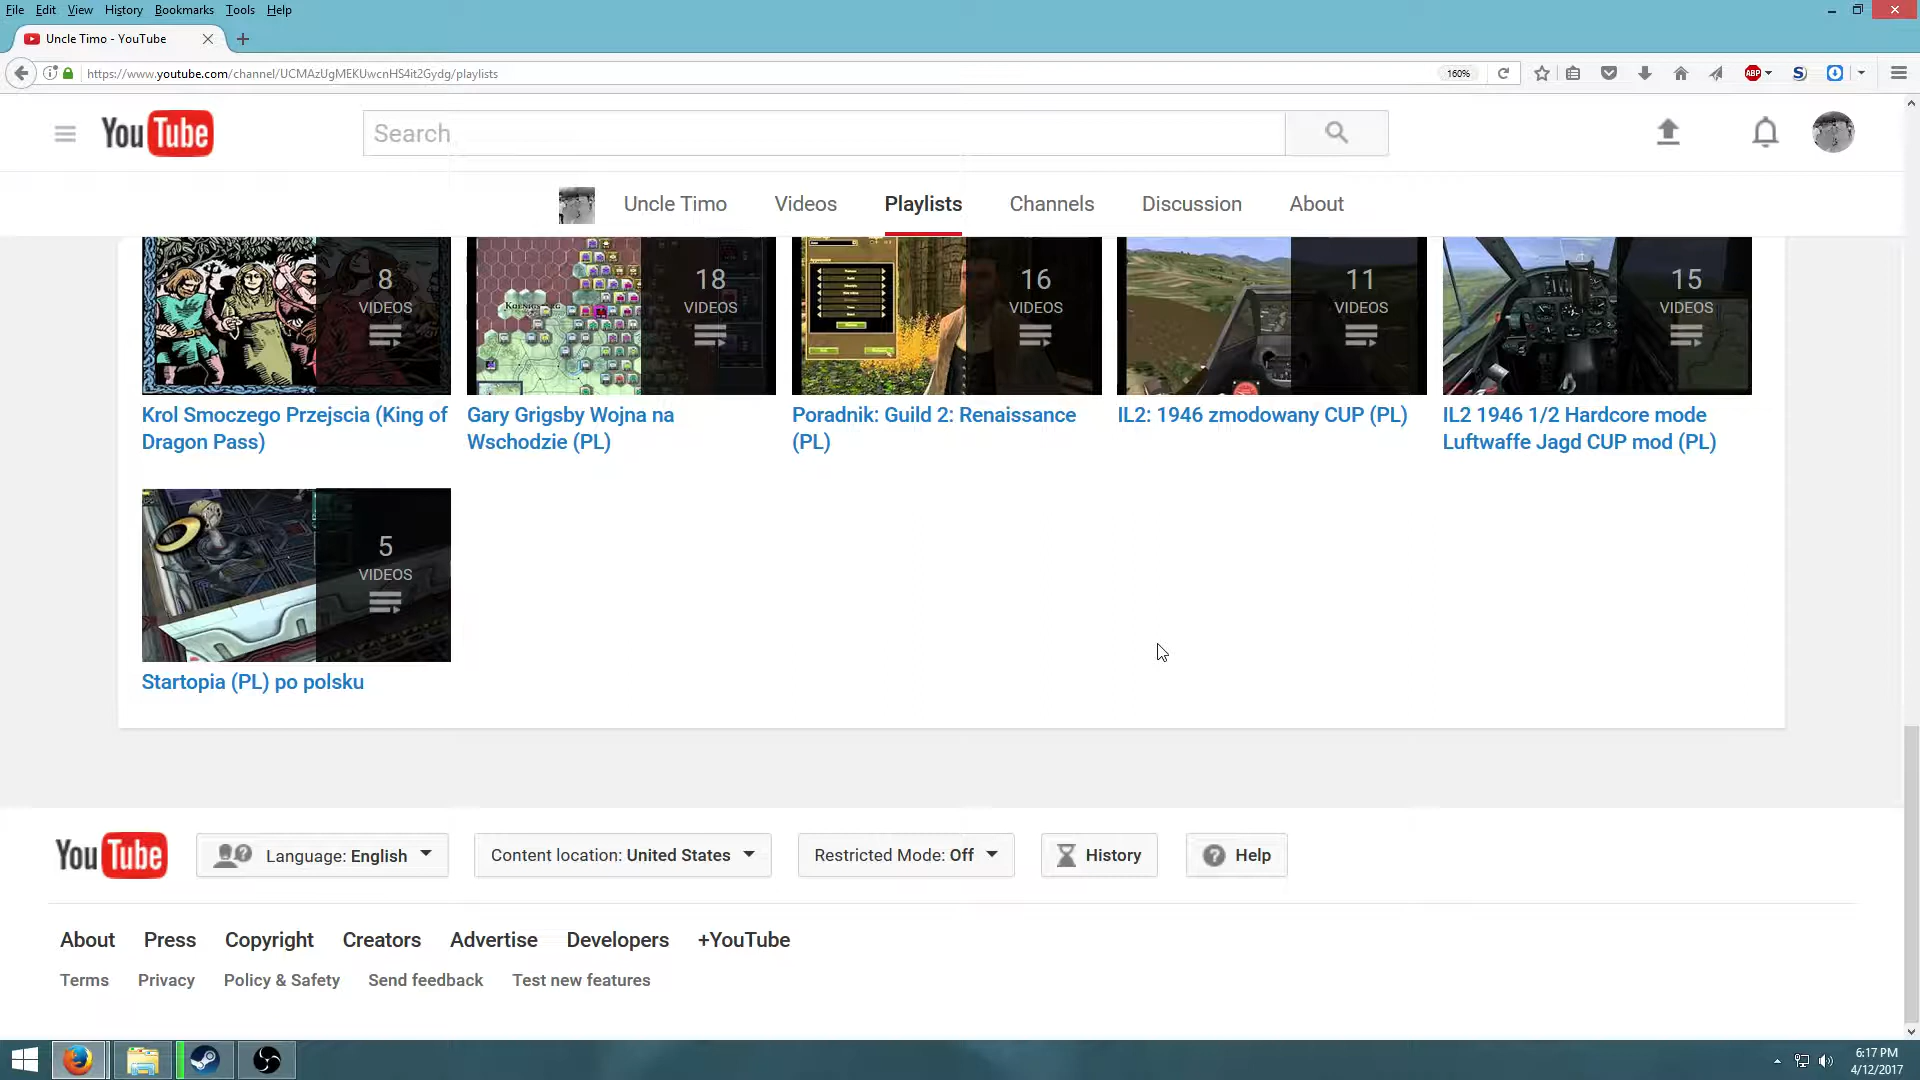 File Edit View History Bookmarks Tools Help
Uncle Timo - YouTube
https://www.youtube.com/channel/UCMAzUgMEKUwcnHS4it2Gydg/playlists
160%
ABP
S
YouTube
Search
Uncle Timo Videos Playlists Channels Discussion About
8 18 16 11 15
VIDEOS VIDEOS VIDEOS VIDEOS VIDEOS
Krol Smoczego Przejscia (King of
Dragon Pass)
Gary Grigsby Wojna na
Wschodzie (PL)
Poradnik: Guild 2: Renaissance
(PL)
IL2: 1946 zmodowany CUP (PL)
IL2 1946 1/2 Hardcore mode
Luftwaffe Jagd CUP mod (PL)
5
VIDEOS
Startopia (PL) po polsku
YouTube
Language: English
Content location: United States
Restricted Mode: Off
History
Help
About Press Copyright Creators Advertise Developers +YouTube
Terms Privacy Policy & Safety Send feedback Test new features
6:17 PM
4/12/2017